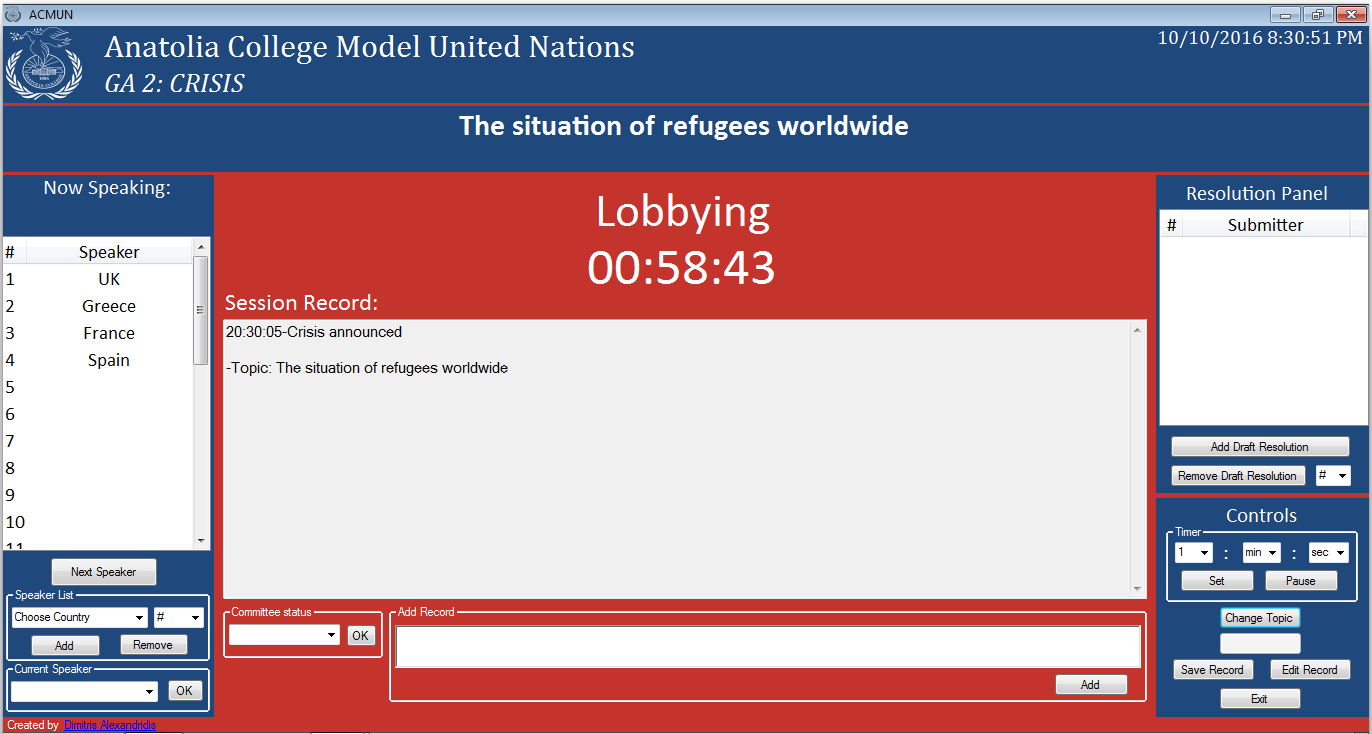 ACMUN
Anatolia College Model United Nations
10/10/2016 8:30:51 PM
GA 2: CRISIS
The situation of refugees worldwide
Now Speaking:
# Speaker
1 UK
2 Greece
3 France
4 Spain
5
6
7
8
9
10
11
Next Speaker
Speaker List
Choose Country #
Add Remove
Current Speaker
OK
Created by Dimitris Alexandridis
Lobbying
00:58:43
Session Record:
20:30:05-Crisis announced
-Topic: The situation of refugees worldwide
Committee status
OK
Add Record
Add
Resolution Panel
# Submitter
Add Draft Resolution
Remove Draft Resolution #
Controls
Timer
1 : min : sec
Set Pause
Change Topic
Save Record Edit Record
Exit